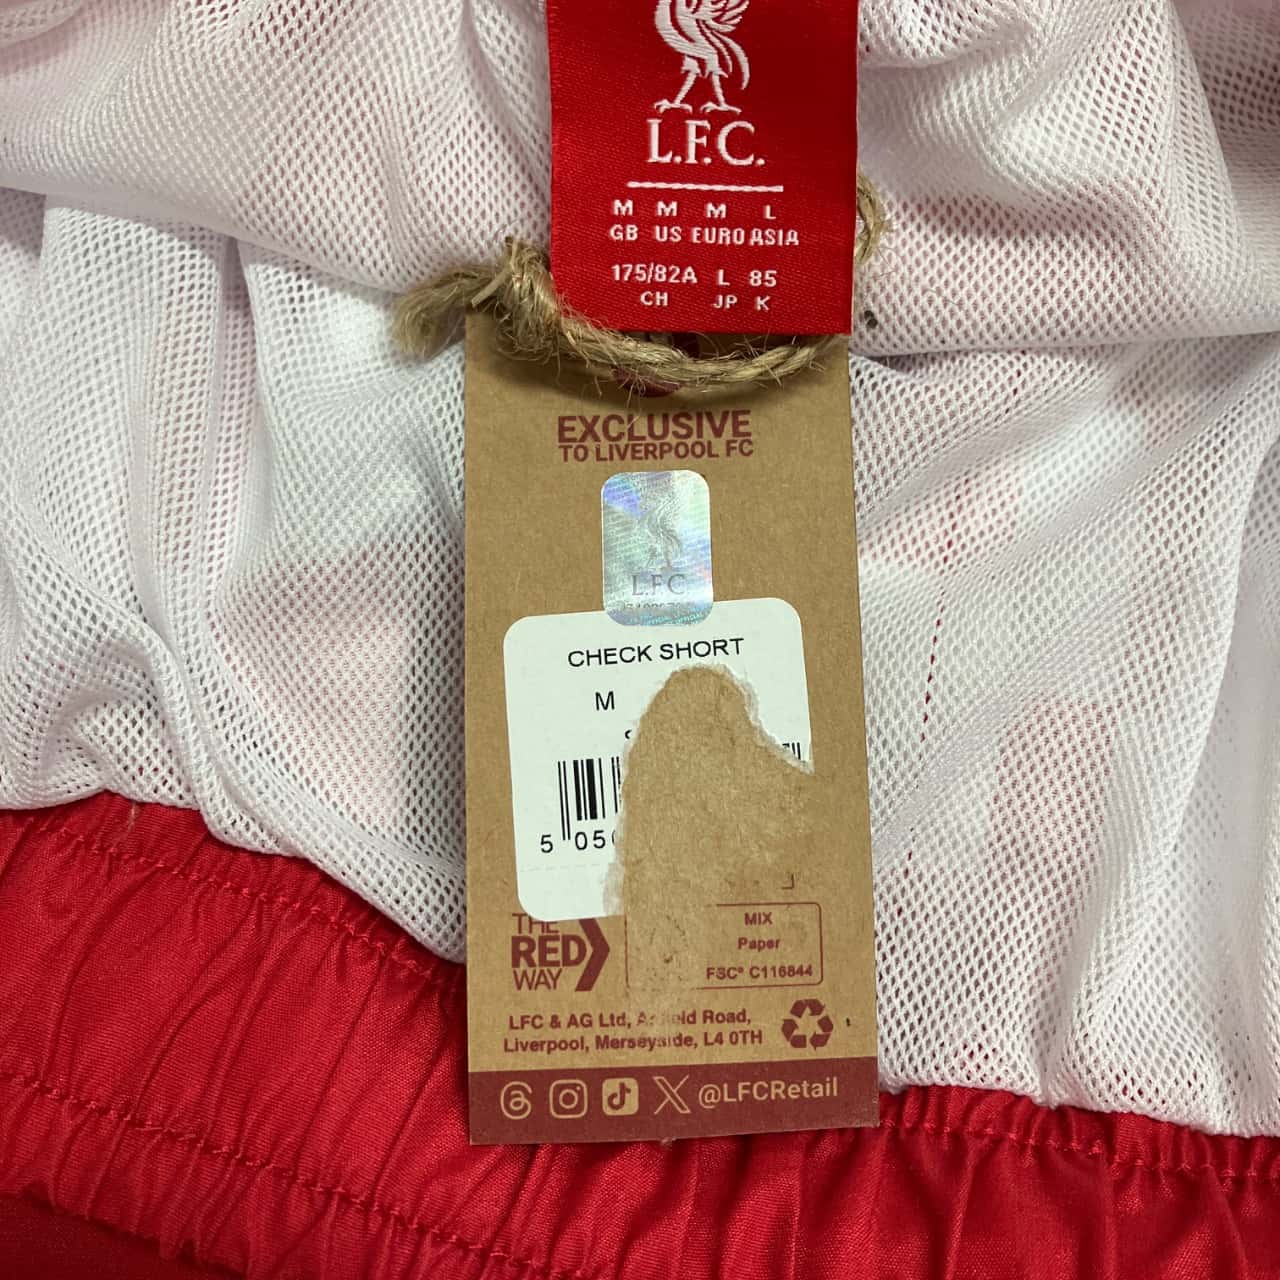 L.F.C.
M M M L
GB US EURO ASIA
175/82A L 85
CH JP K
EXCLUSIVE
TO LIVERPOOL FC
L.F.C.
CHECK SHORT
M
5 05
THE
RED
WAY
MIX
Paper
FSC® C116844
LFC & AG Ltd, Road,
Liverpool, Merseyside, L4 0TH
@LFCRetail